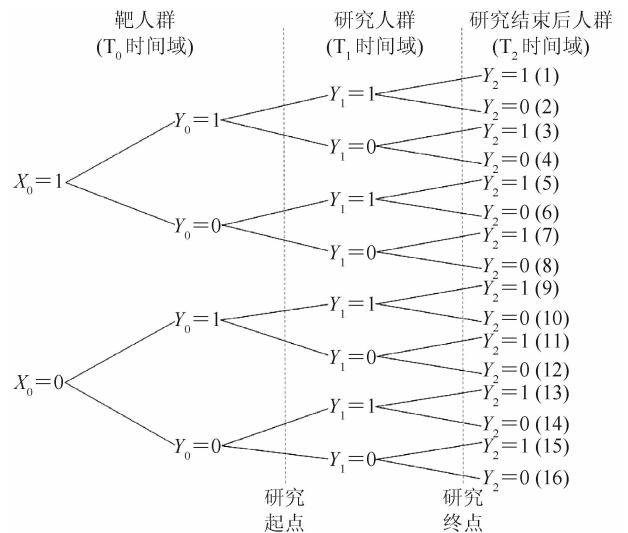 靶人群 研究人群 研究结束后人群
(T₀时间域) (T₁时间域) (T₂时间域)
Y₂=1 (1)
Y₁=1
Y₂=0 (2)
Y₀=1
Y₂=1 (3)
Y₁=0
Y₂=0 (4)
X₀=1
Y₂=1 (5)
Y₁=1
Y₂=0 (6)
Y₀=0
Y₂=1 (7)
Y₁=0
Y₂=0 (8)
Y₂=1 (9)
Y₁=1
Y₂=0 (10)
Y₀=1
Y₂=1 (11)
Y₁=0
Y₂=0 (12)
X₀=0
Y₂=1 (13)
Y₁=1
Y₂=0 (14)
Y₀=0
Y₂=1 (15)
Y₁=0
Y₂=0 (16)
研究 研究
起点 终点